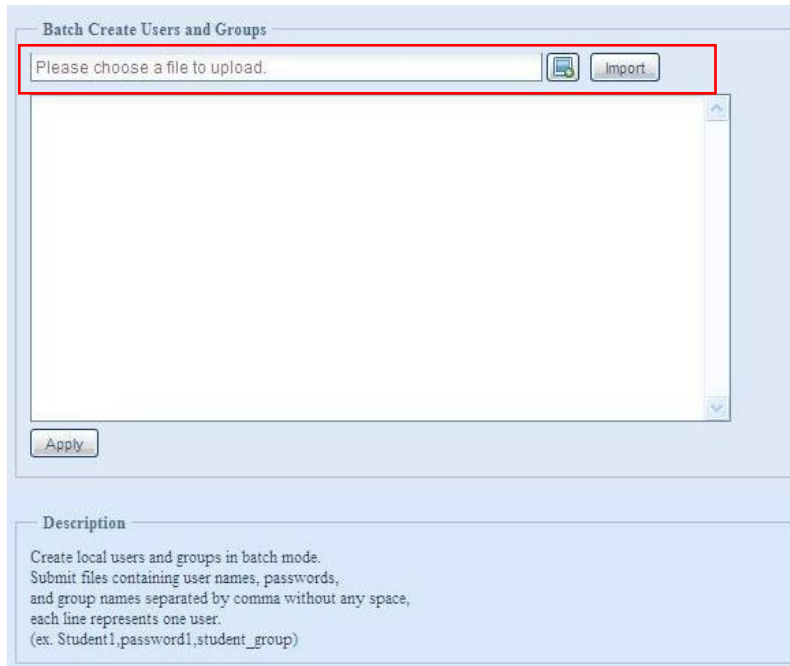 Batch Create Users and Groups
Please choose a file to upload.
Import
Apply
Description
Create local users and groups in batch mode.
Submit files containing user names, passwords,
and group names separated by comma without any space,
each line represents one user.
(ex. Student1,password1,student_group)